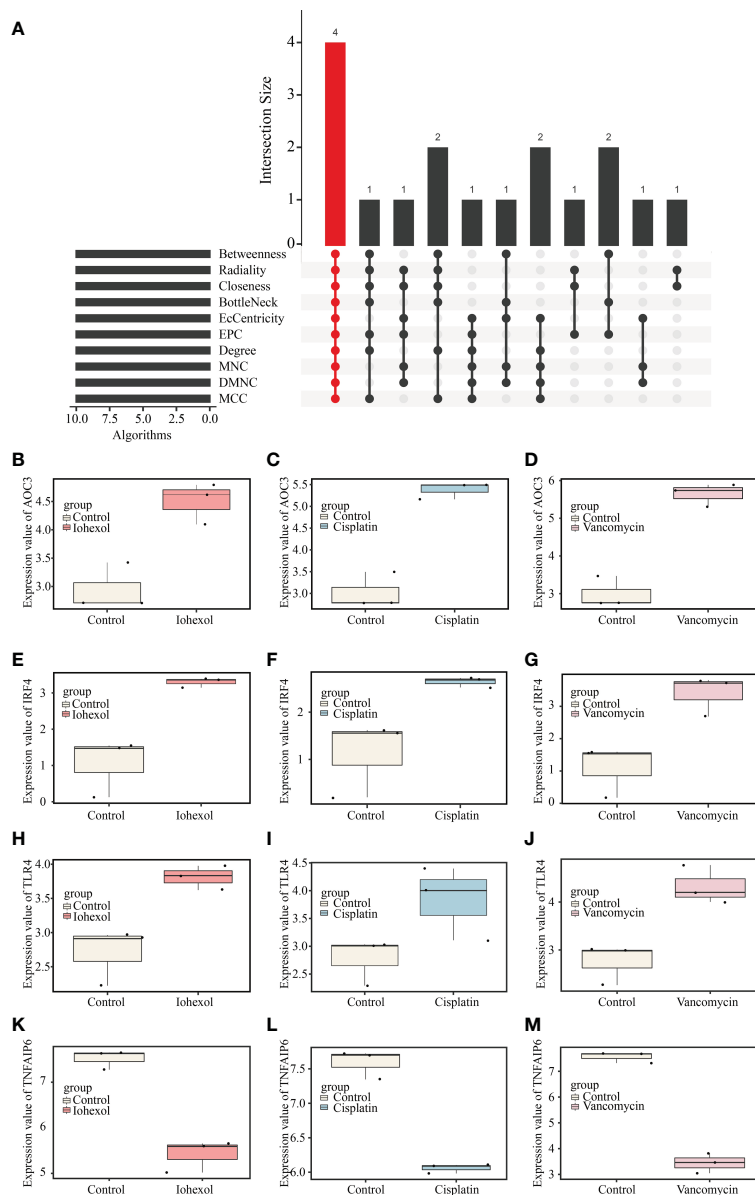 A
Intersection Size
4
3
2
1
0
4
1
1
2
1
1
2
1
2
1
1
Betweenness
Radiality
Closeness
BottleNeck
EcCentricity
EPC
Degree
MNC
DMNC
MCC
10.0 7.5 5.0 2.5 0.0
Algorithms
B
Expression value of AOC3
4.5
4.0
3.5
3.0
group
Control
Iohexol
Control Iohexol
C
Expression value of AOC3
5.5
5.0
4.5
4.0
3.5
3.0
group
Control
Cisplatin
Control Cisplatin
D
Expression value of AOC3
6
5
4
3
group
Control
Vancomycin
Control Vancomycin
E
Expression value of IRF4
3
2
1
0
group
Control
Iohexol
Control Iohexol
F
Expression value of IRF4
2
1
group
Control
Cisplatin
Control Cisplatin
G
Expression value of IRF4
3
2
1
0
group
Control
Vancomycin
Control Vancomycin
H
Expression value of TLR4
4.0
3.5
3.0
2.5
group
Control
Iohexol
Control Iohexol
I
Expression value of TLR4
4.5
4.0
3.5
3.0
2.5
group
Control
Cisplatin
Control Cisplatin
J
Expression value of TLR4
4
3
group
Control
Vancomycin
Control Vancomycin
K
Expression value of TNFAIP6
7
6
5
group
Control
Iohexol
Control Iohexol
L
Expression value of TNFAIP6
7.5
7.0
6.5
6.0
group
Control
Cisplatin
Control Cisplatin
M
Expression value of TNFAIP6
8
7
6
5
4
3
group
Control
Vancomycin
Control Vancomycin